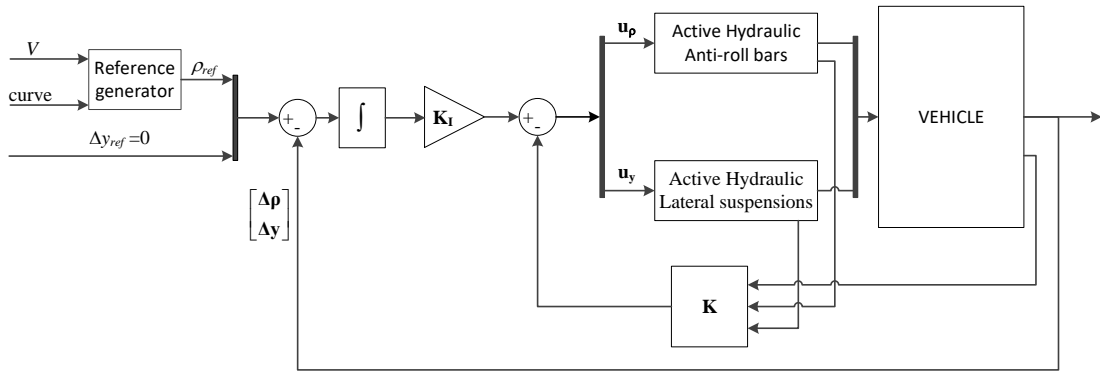 V
curve
Reference
generator
ρref
Δyref =0
+
-
∫
KI
+
-
uρ
Active Hydraulic
Anti-roll bars
uy
Active Hydraulic
Lateral suspensions
VEHICLE
Δρ
Δy
K